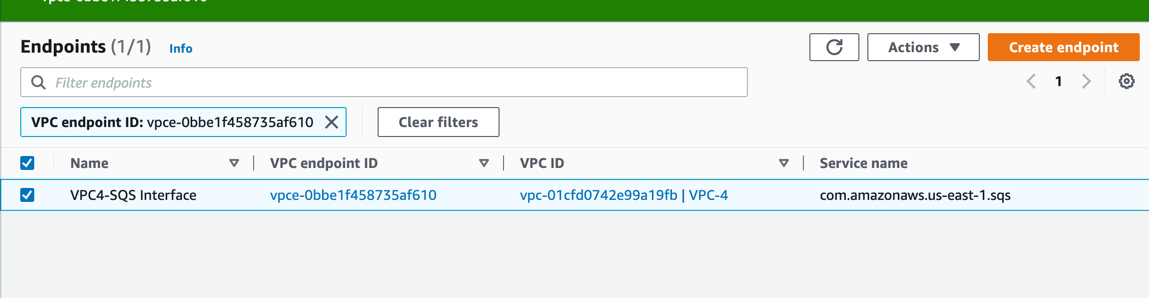 Endpoints (1/1) Info
Actions
Create endpoint
Filter endpoints
1
VPC endpoint ID: vpce-0bbe1f458735af610
Clear filters
Name VPC endpoint ID VPC ID Service name
VPC4-SQS Interface vpce-0bbe1f458735af610 vpc-01cfd0742e99a19fb | VPC-4 com.amazonaws.us-east-1.sqs